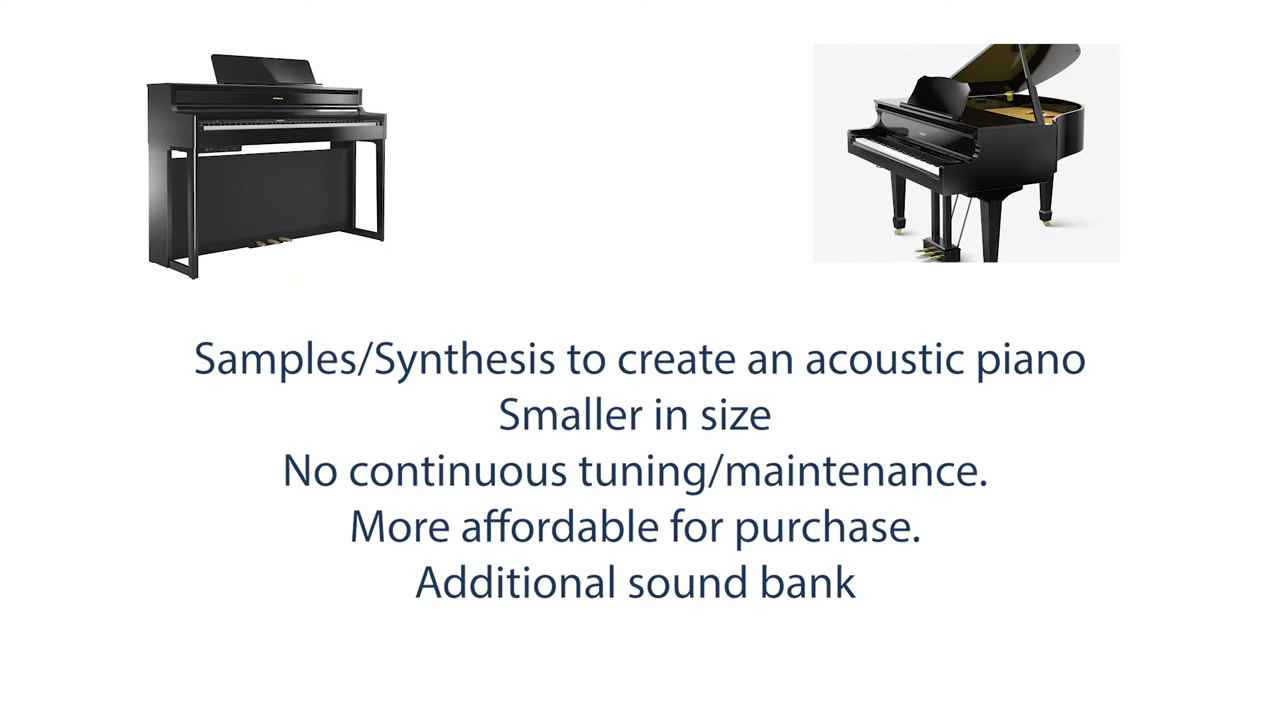 Samples/Synthesis to create an acoustic piano
Smaller in size
No continuous tuning/maintenance.
More affordable for purchase.
Additional sound bank